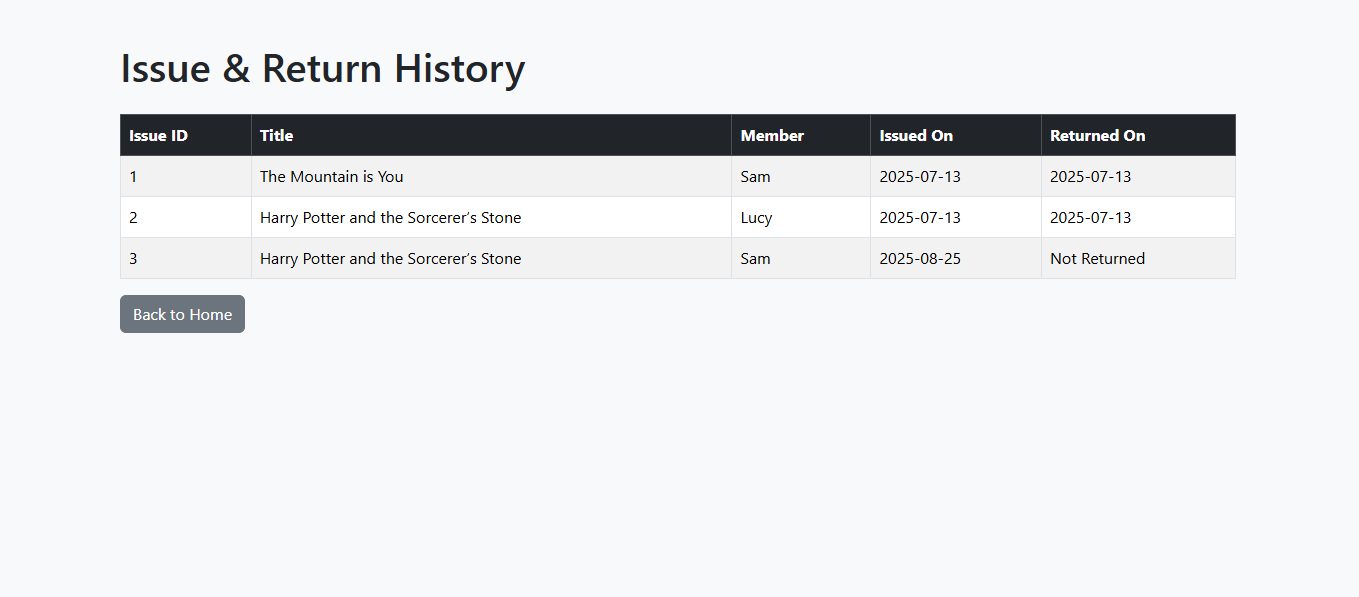 Issue & Return History
Issue ID Title Member Issued On Returned On
1 The Mountain is You Sam 2025-07-13 2025-07-13
2 Harry Potter and the Sorcerer’s Stone Lucy 2025-07-13 2025-07-13
3 Harry Potter and the Sorcerer’s Stone Sam 2025-08-25 Not Returned
Back to Home